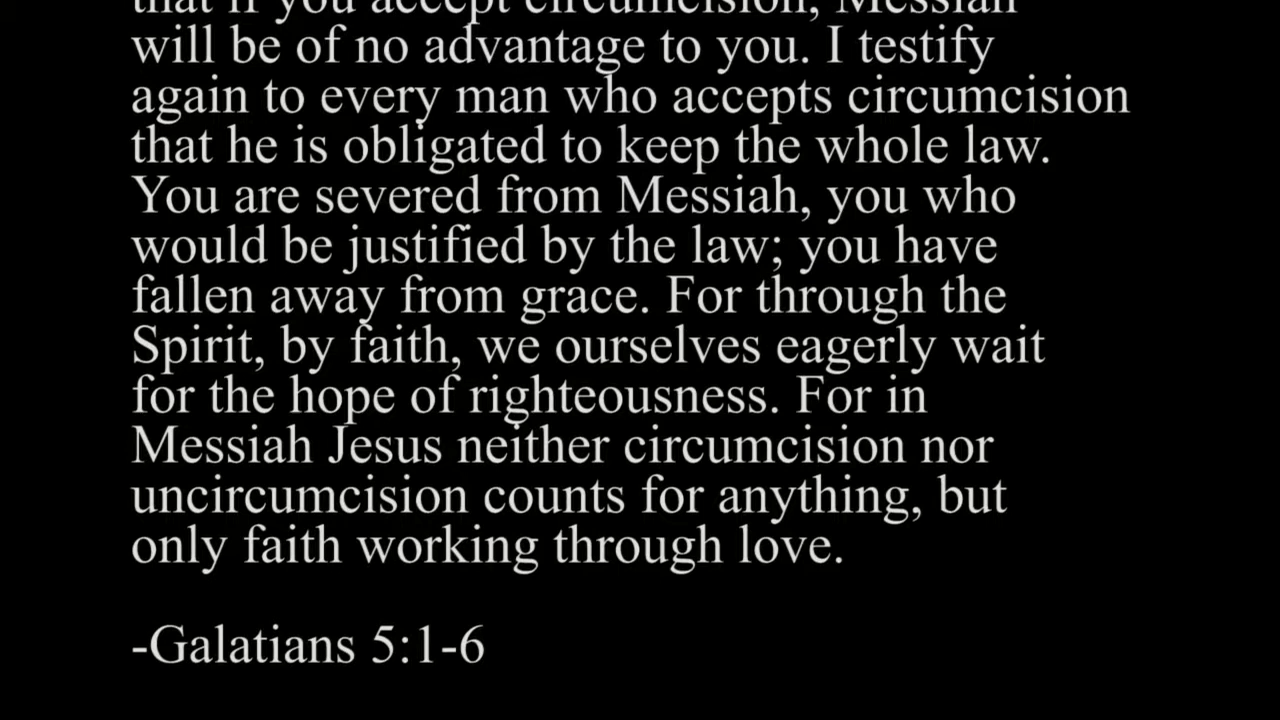 that if you accept circumcision, Messiah
will be of no advantage to you. I testify
again to every man who accepts circumcision
that he is obligated to keep the whole law.
You are severed from Messiah, you who
would be justified by the law; you have
fallen away from grace. For through the
Spirit, by faith, we ourselves eagerly wait
for the hope of righteousness. For in
Messiah Jesus neither circumcision nor
uncircumcision counts for anything, but
only faith working through love.
-Galatians 5:1-6